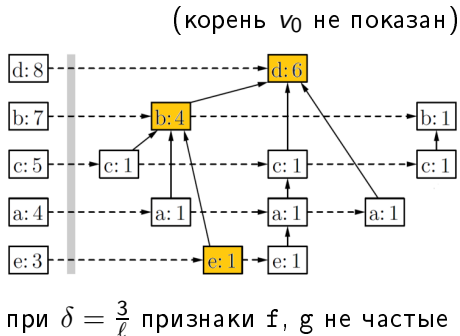 (корень v₀ не показан)
d: 8 d: 6
b: 7 b: 4 b: 1
c: 5 c: 1 c: 1 c: 1
a: 4 a: 1 a: 1 a: 1
e: 3 e: 1 e: 1
при δ = 3/ℓ признаки f, g не частые